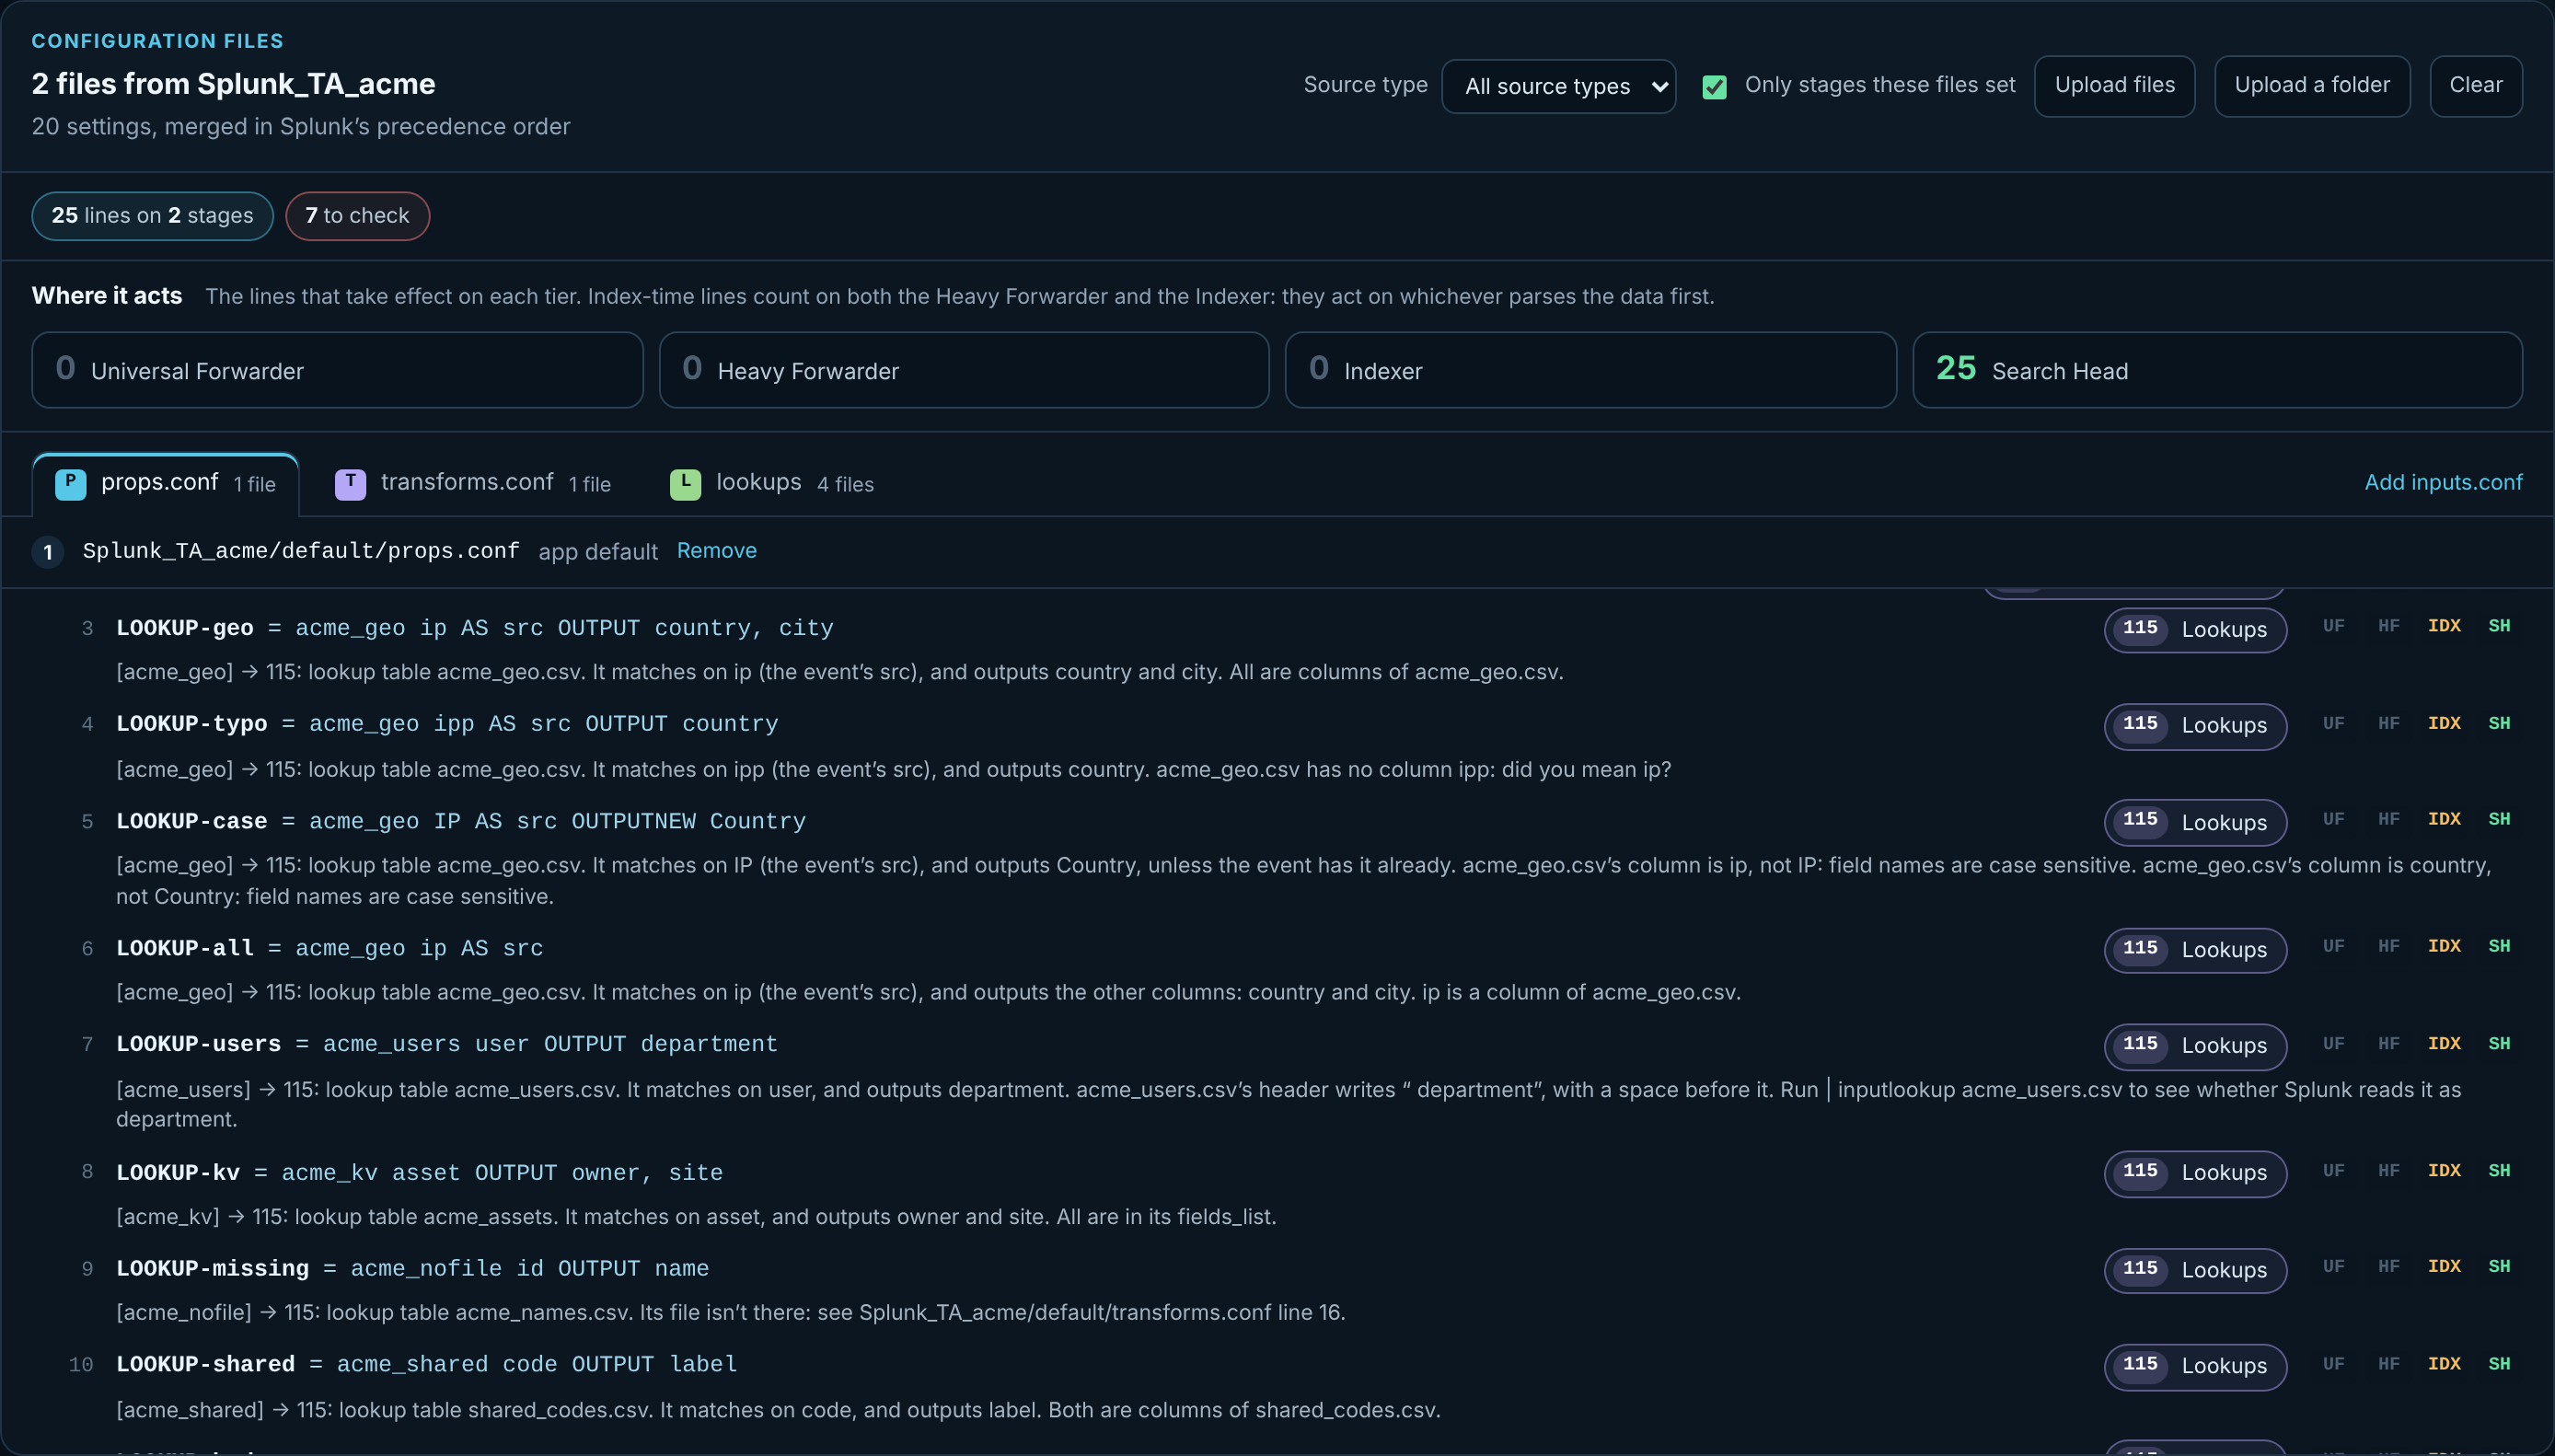 CONFIGURATION FILES
2 files from Splunk_TA_acme
20 settings, merged in Splunk’s precedence order
Source type
All source types
Only stages these files set
Upload files
Upload a folder
Clear
25 lines on 2 stages
7 to check
Where it acts The lines that take effect on each tier. Index-time lines count on both the Heavy Forwarder and the Indexer: they act on whichever parses the data first.
0 Universal Forwarder
0 Heavy Forwarder
0 Indexer
25 Search Head
P props.conf 1 file
T transforms.conf 1 file
L lookups 4 files
Add inputs.conf
1 Splunk_TA_acme/default/props.conf app default Remove
3 LOOKUP-geo = acme_geo ip AS src OUTPUT country, city 115 Lookups UF HF IDX SH
[acme_geo] → 115: lookup table acme_geo.csv. It matches on ip (the event’s src), and outputs country and city. All are columns of acme_geo.csv.
4 LOOKUP-typo = acme_geo ipp AS src OUTPUT country 115 Lookups UF HF IDX SH
[acme_geo] → 115: lookup table acme_geo.csv. It matches on ipp (the event’s src), and outputs country. acme_geo.csv has no column ipp: did you mean ip?
5 LOOKUP-case = acme_geo IP AS src OUTPUTNEW Country 115 Lookups UF HF IDX SH
[acme_geo] → 115: lookup table acme_geo.csv. It matches on IP (the event’s src), and outputs Country, unless the event has it already. acme_geo.csv’s column is ip, not IP: field names are case sensitive. acme_geo.csv’s column is country,
not Country: field names are case sensitive.
6 LOOKUP-all = acme_geo ip AS src 115 Lookups UF HF IDX SH
[acme_geo] → 115: lookup table acme_geo.csv. It matches on ip (the event’s src), and outputs the other columns: country and city. ip is a column of acme_geo.csv.
7 LOOKUP-users = acme_users user OUTPUT department 115 Lookups UF HF IDX SH
[acme_users] → 115: lookup table acme_users.csv. It matches on user, and outputs department. acme_users.csv’s header writes “ department”, with a space before it. Run | inputlookup acme_users.csv to see whether Splunk reads it as
department.
8 LOOKUP-kv = acme_kv asset OUTPUT owner, site 115 Lookups UF HF IDX SH
[acme_kv] → 115: lookup table acme_assets. It matches on asset, and outputs owner and site. All are in its fields_list.
9 LOOKUP-missing = acme_nofile id OUTPUT name 115 Lookups UF HF IDX SH
[acme_nofile] → 115: lookup table acme_names.csv. Its file isn’t there: see Splunk_TA_acme/default/transforms.conf line 16.
10 LOOKUP-shared = acme_shared code OUTPUT label 115 Lookups UF HF IDX SH
[acme_shared] → 115: lookup table shared_codes.csv. It matches on code, and outputs label. Both are columns of shared_codes.csv.